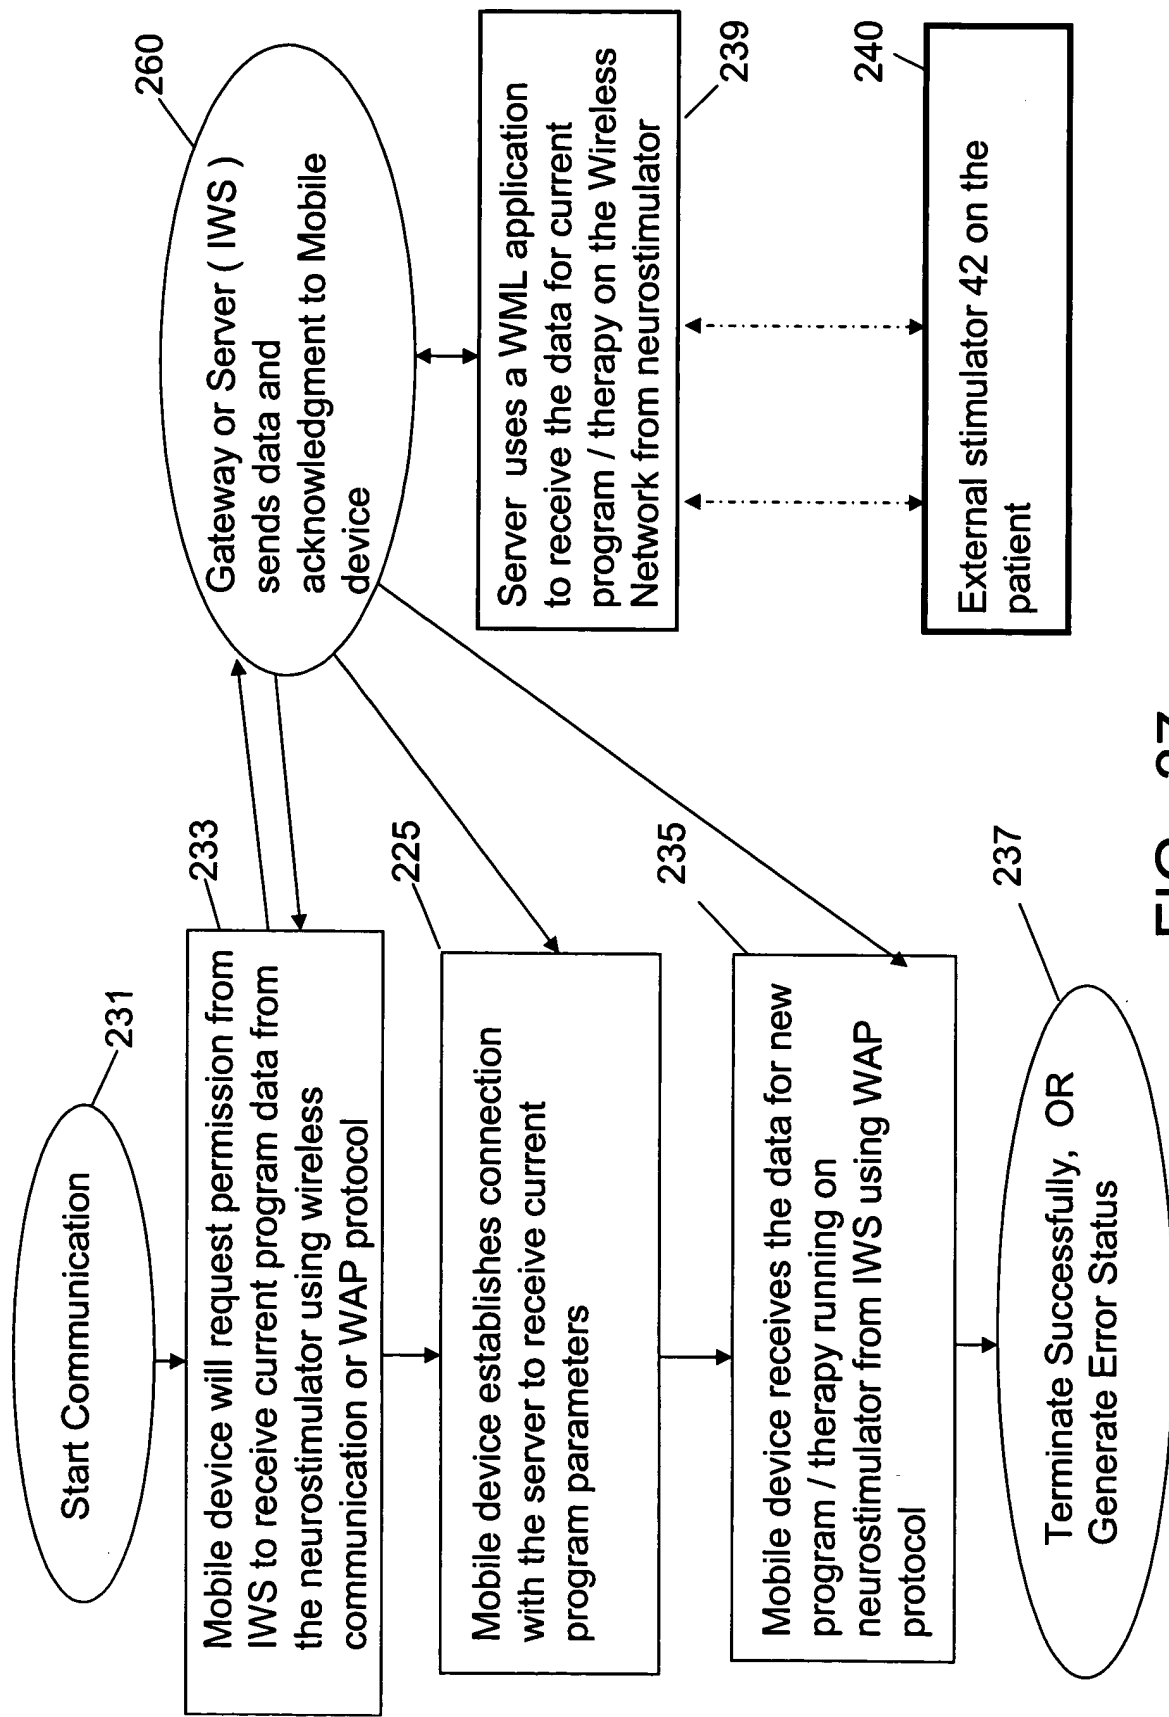 Start Communication
231
Mobile device will request permission from
IWS to receive current program data from
the neurostimulator using wireless
communication or WAP protocol
233
Mobile device establishes connection
with the server to receive current
program parameters
225
Mobile device receives the data for new
program / therapy running on
neurostimulator from IWS using WAP
protocol
235
Terminate Successfully, OR
Generate Error Status
237
Gateway or Server ( IWS )
sends data and
acknowledgment to Mobile
device
260
Server uses a WML application
to receive the data for current
program / therapy on the Wireless
Network from neurostimulator
239
External stimulator 42 on the
patient
240